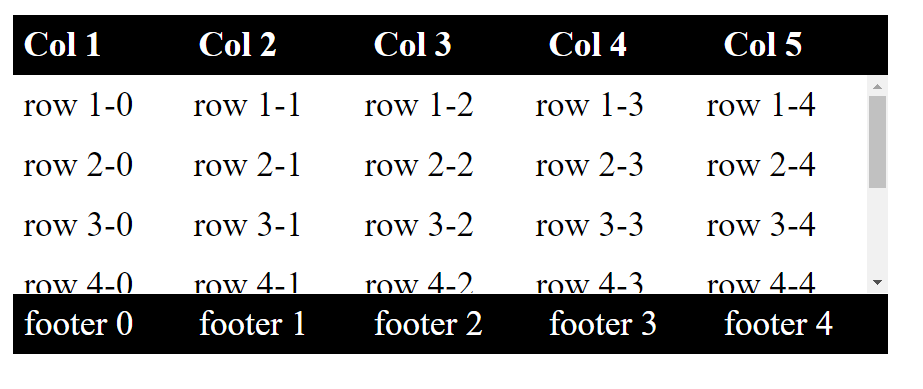 Col 1 Col 2 Col 3 Col 4 Col 5
row 1-0 row 1-1 row 1-2 row 1-3 row 1-4
row 2-0 row 2-1 row 2-2 row 2-3 row 2-4
row 3-0 row 3-1 row 3-2 row 3-3 row 3-4
row 4-0 row 4-1 row 4-2 row 4-3 row 4-4
footer 0 footer 1 footer 2 footer 3 footer 4